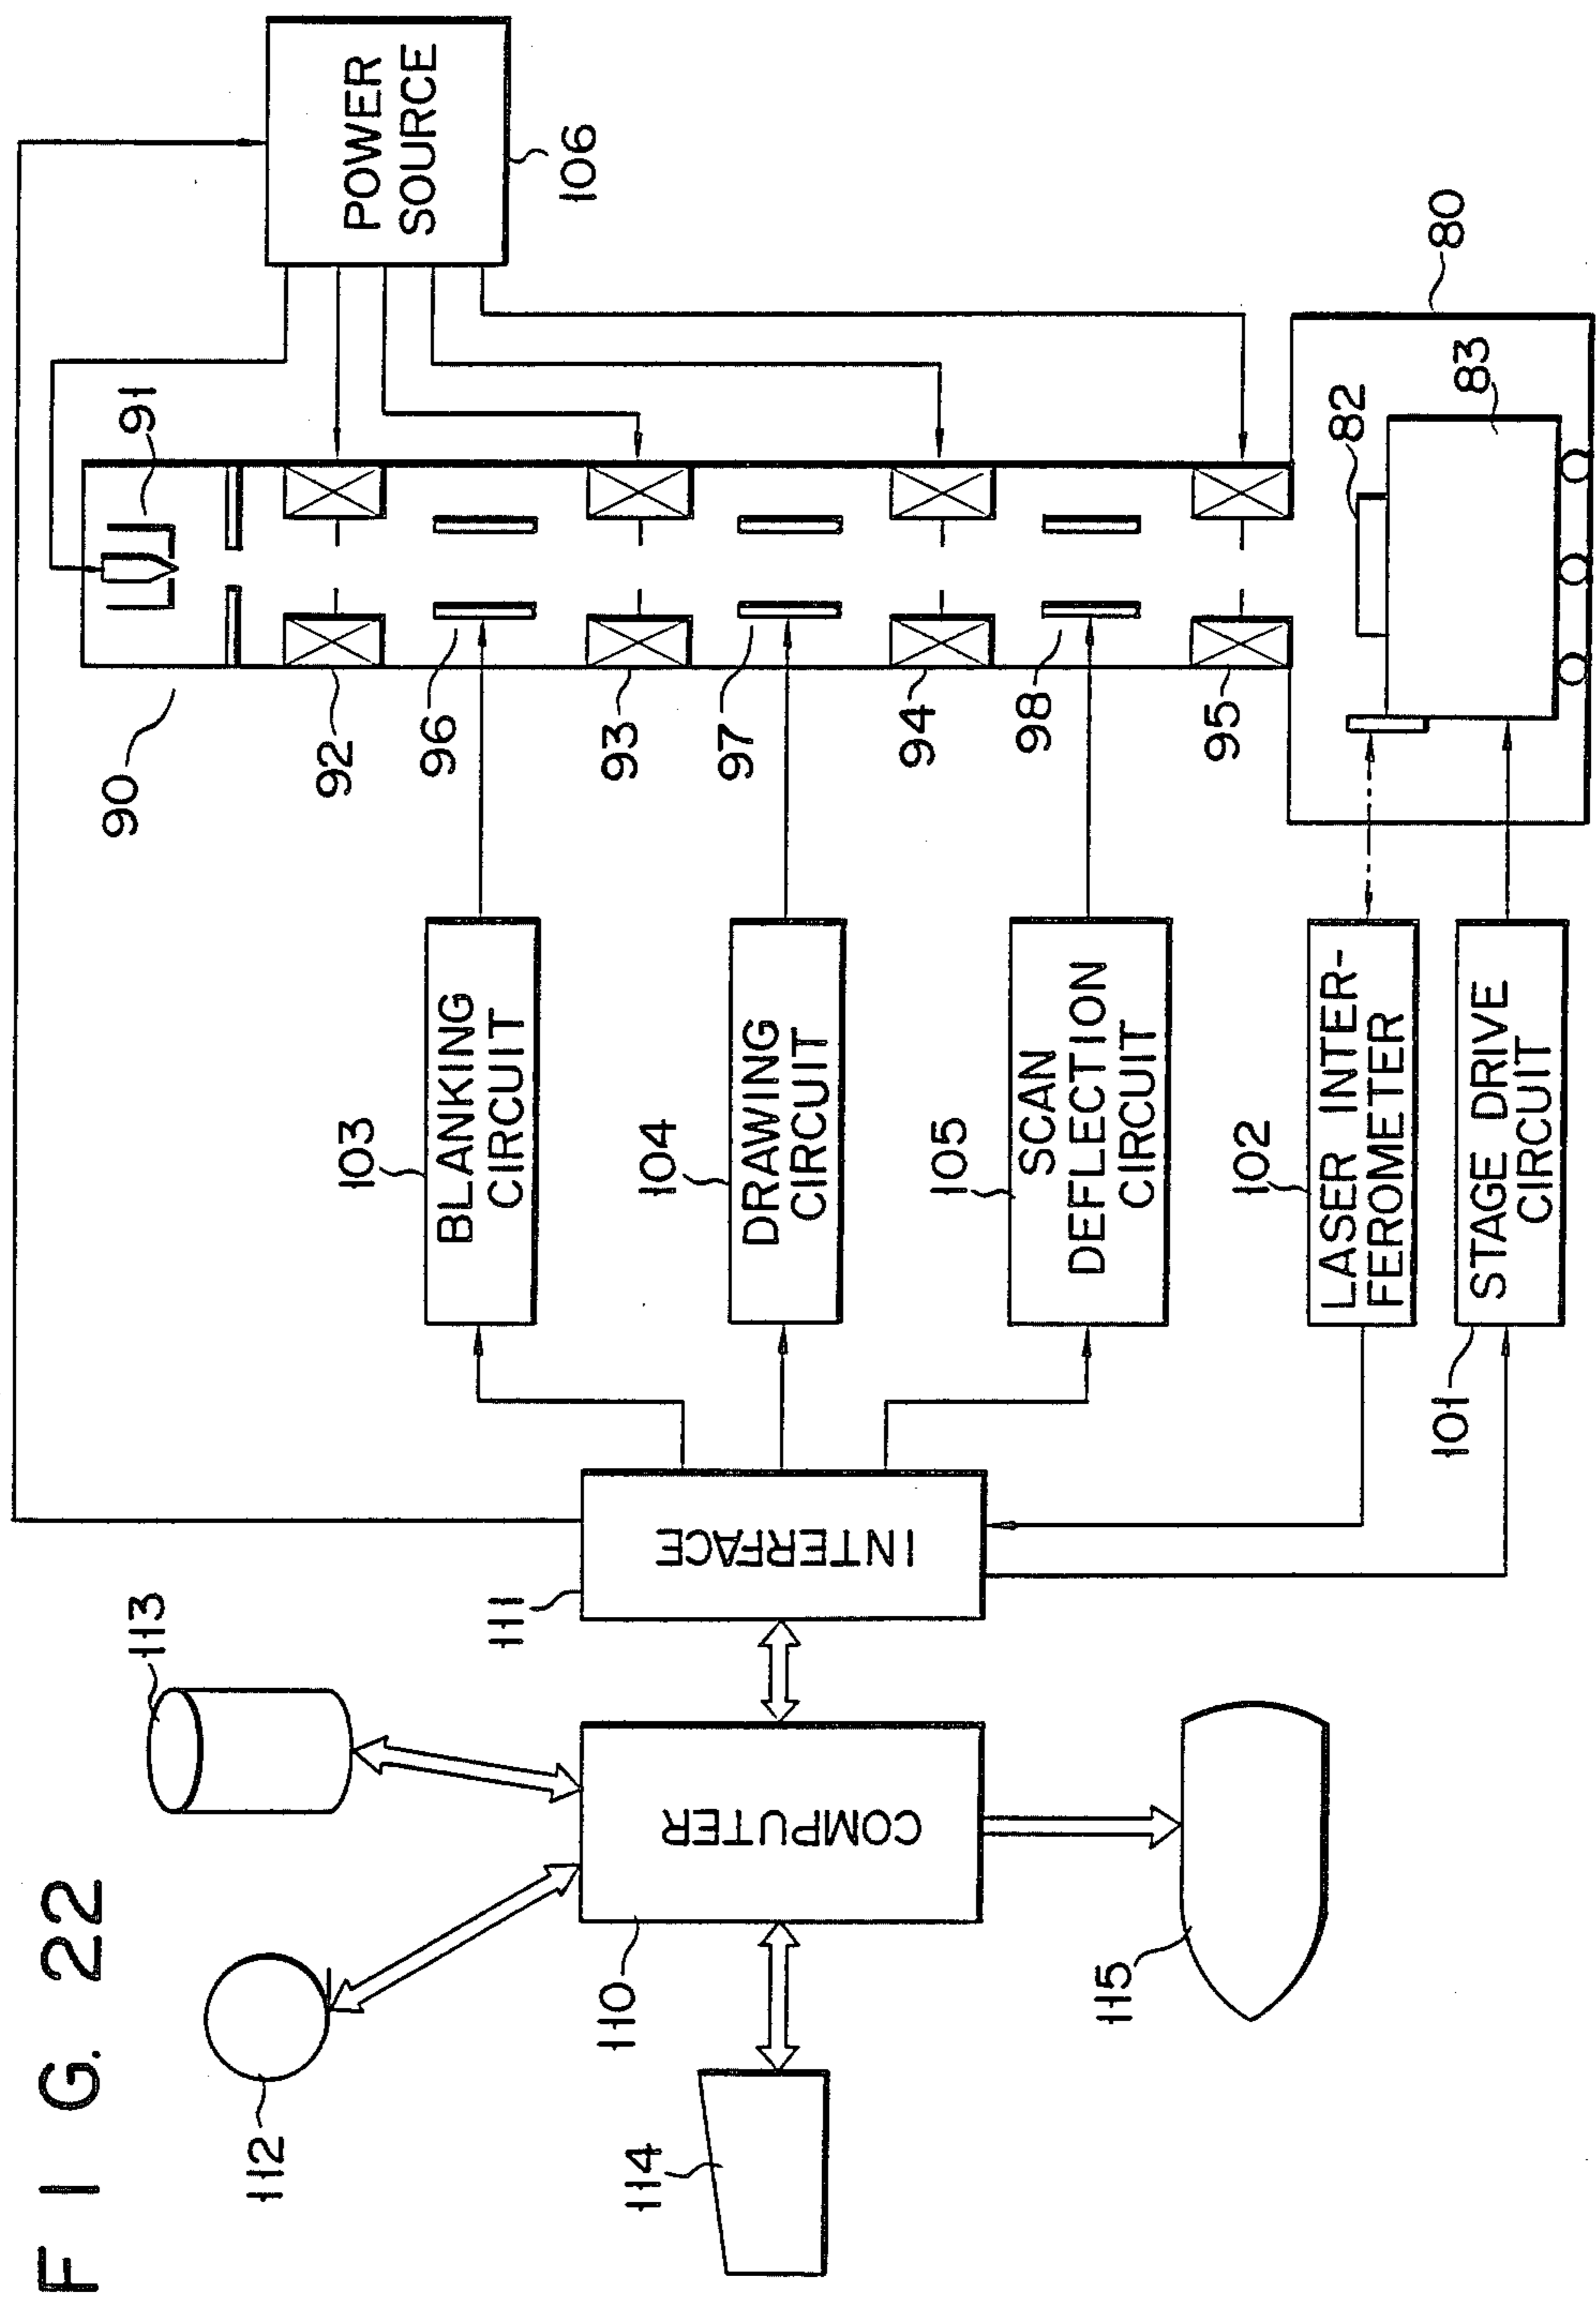 FIG. 22
POWER
SOURCE
106
91
90
92
96
93
97
94
98
95
80
82
83
103
BLANKING
CIRCUIT
104
DRAWING
CIRCUIT
105
SCAN
DEFLECTION
CIRCUIT
102
LASER INTER-
FEROMETER
101
STAGE DRIVE
CIRCUIT
111
INTERFACE
113
112
110
COMPUTER
114
115